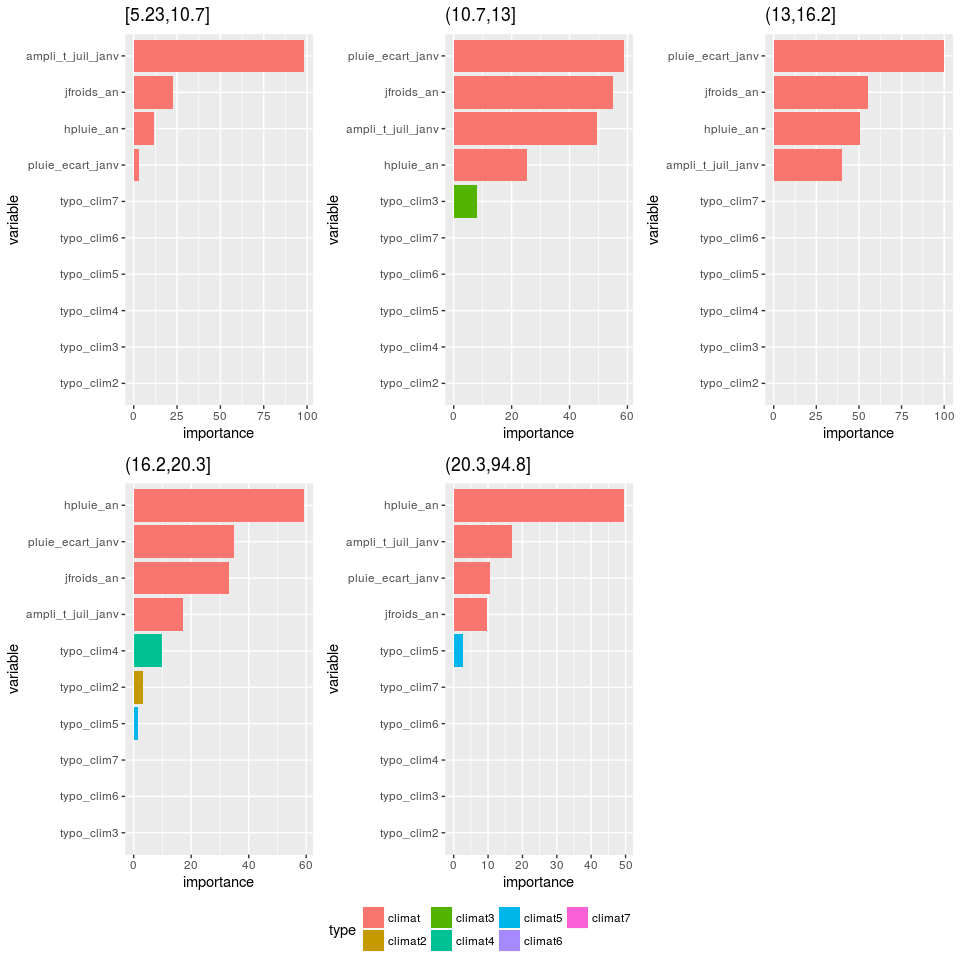 [5.23,10.7]
variable
ampli_t_juil_janv
jfroids_an
hpluie_an
pluie_ecart_janv
typo_clim7
typo_clim6
typo_clim5
typo_clim4
typo_clim3
typo_clim2
0 25 50 75 100
importance
(10.7,13]
variable
pluie_ecart_janv
jfroids_an
ampli_t_juil_janv
hpluie_an
typo_clim3
typo_clim7
typo_clim6
typo_clim5
typo_clim4
typo_clim2
0 20 40 60
importance
(13,16.2]
variable
pluie_ecart_janv
jfroids_an
hpluie_an
ampli_t_juil_janv
typo_clim7
typo_clim6
typo_clim5
typo_clim4
typo_clim3
typo_clim2
0 25 50 75 100
importance
(16.2,20.3]
variable
hpluie_an
pluie_ecart_janv
jfroids_an
ampli_t_juil_janv
typo_clim4
typo_clim2
typo_clim5
typo_clim7
typo_clim6
typo_clim3
0 20 40 60
importance
(20.3,94.8]
variable
hpluie_an
ampli_t_juil_janv
pluie_ecart_janv
jfroids_an
typo_clim5
typo_clim7
typo_clim6
typo_clim4
typo_clim3
typo_clim2
0 10 20 30 40 50
importance
type
climat climat3 climat5 climat7
climat2 climat4 climat6